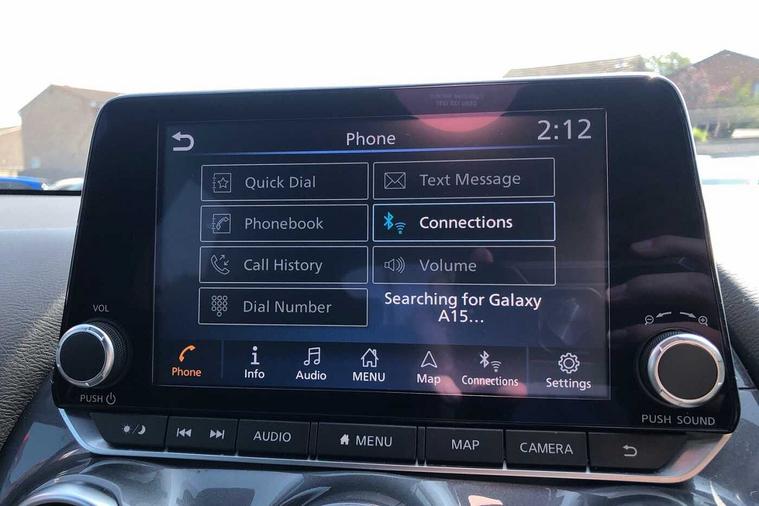 Phone
2:12
Quick Dial
Text Message
Phonebook
Connections
Call History
Volume
Dial Number
Searching for Galaxy
A15...
Phone
Info
Audio
MENU
Map
Connections
Settings
VOL
PUSH
AUDIO
MENU
MAP
CAMERA
PUSH SOUND